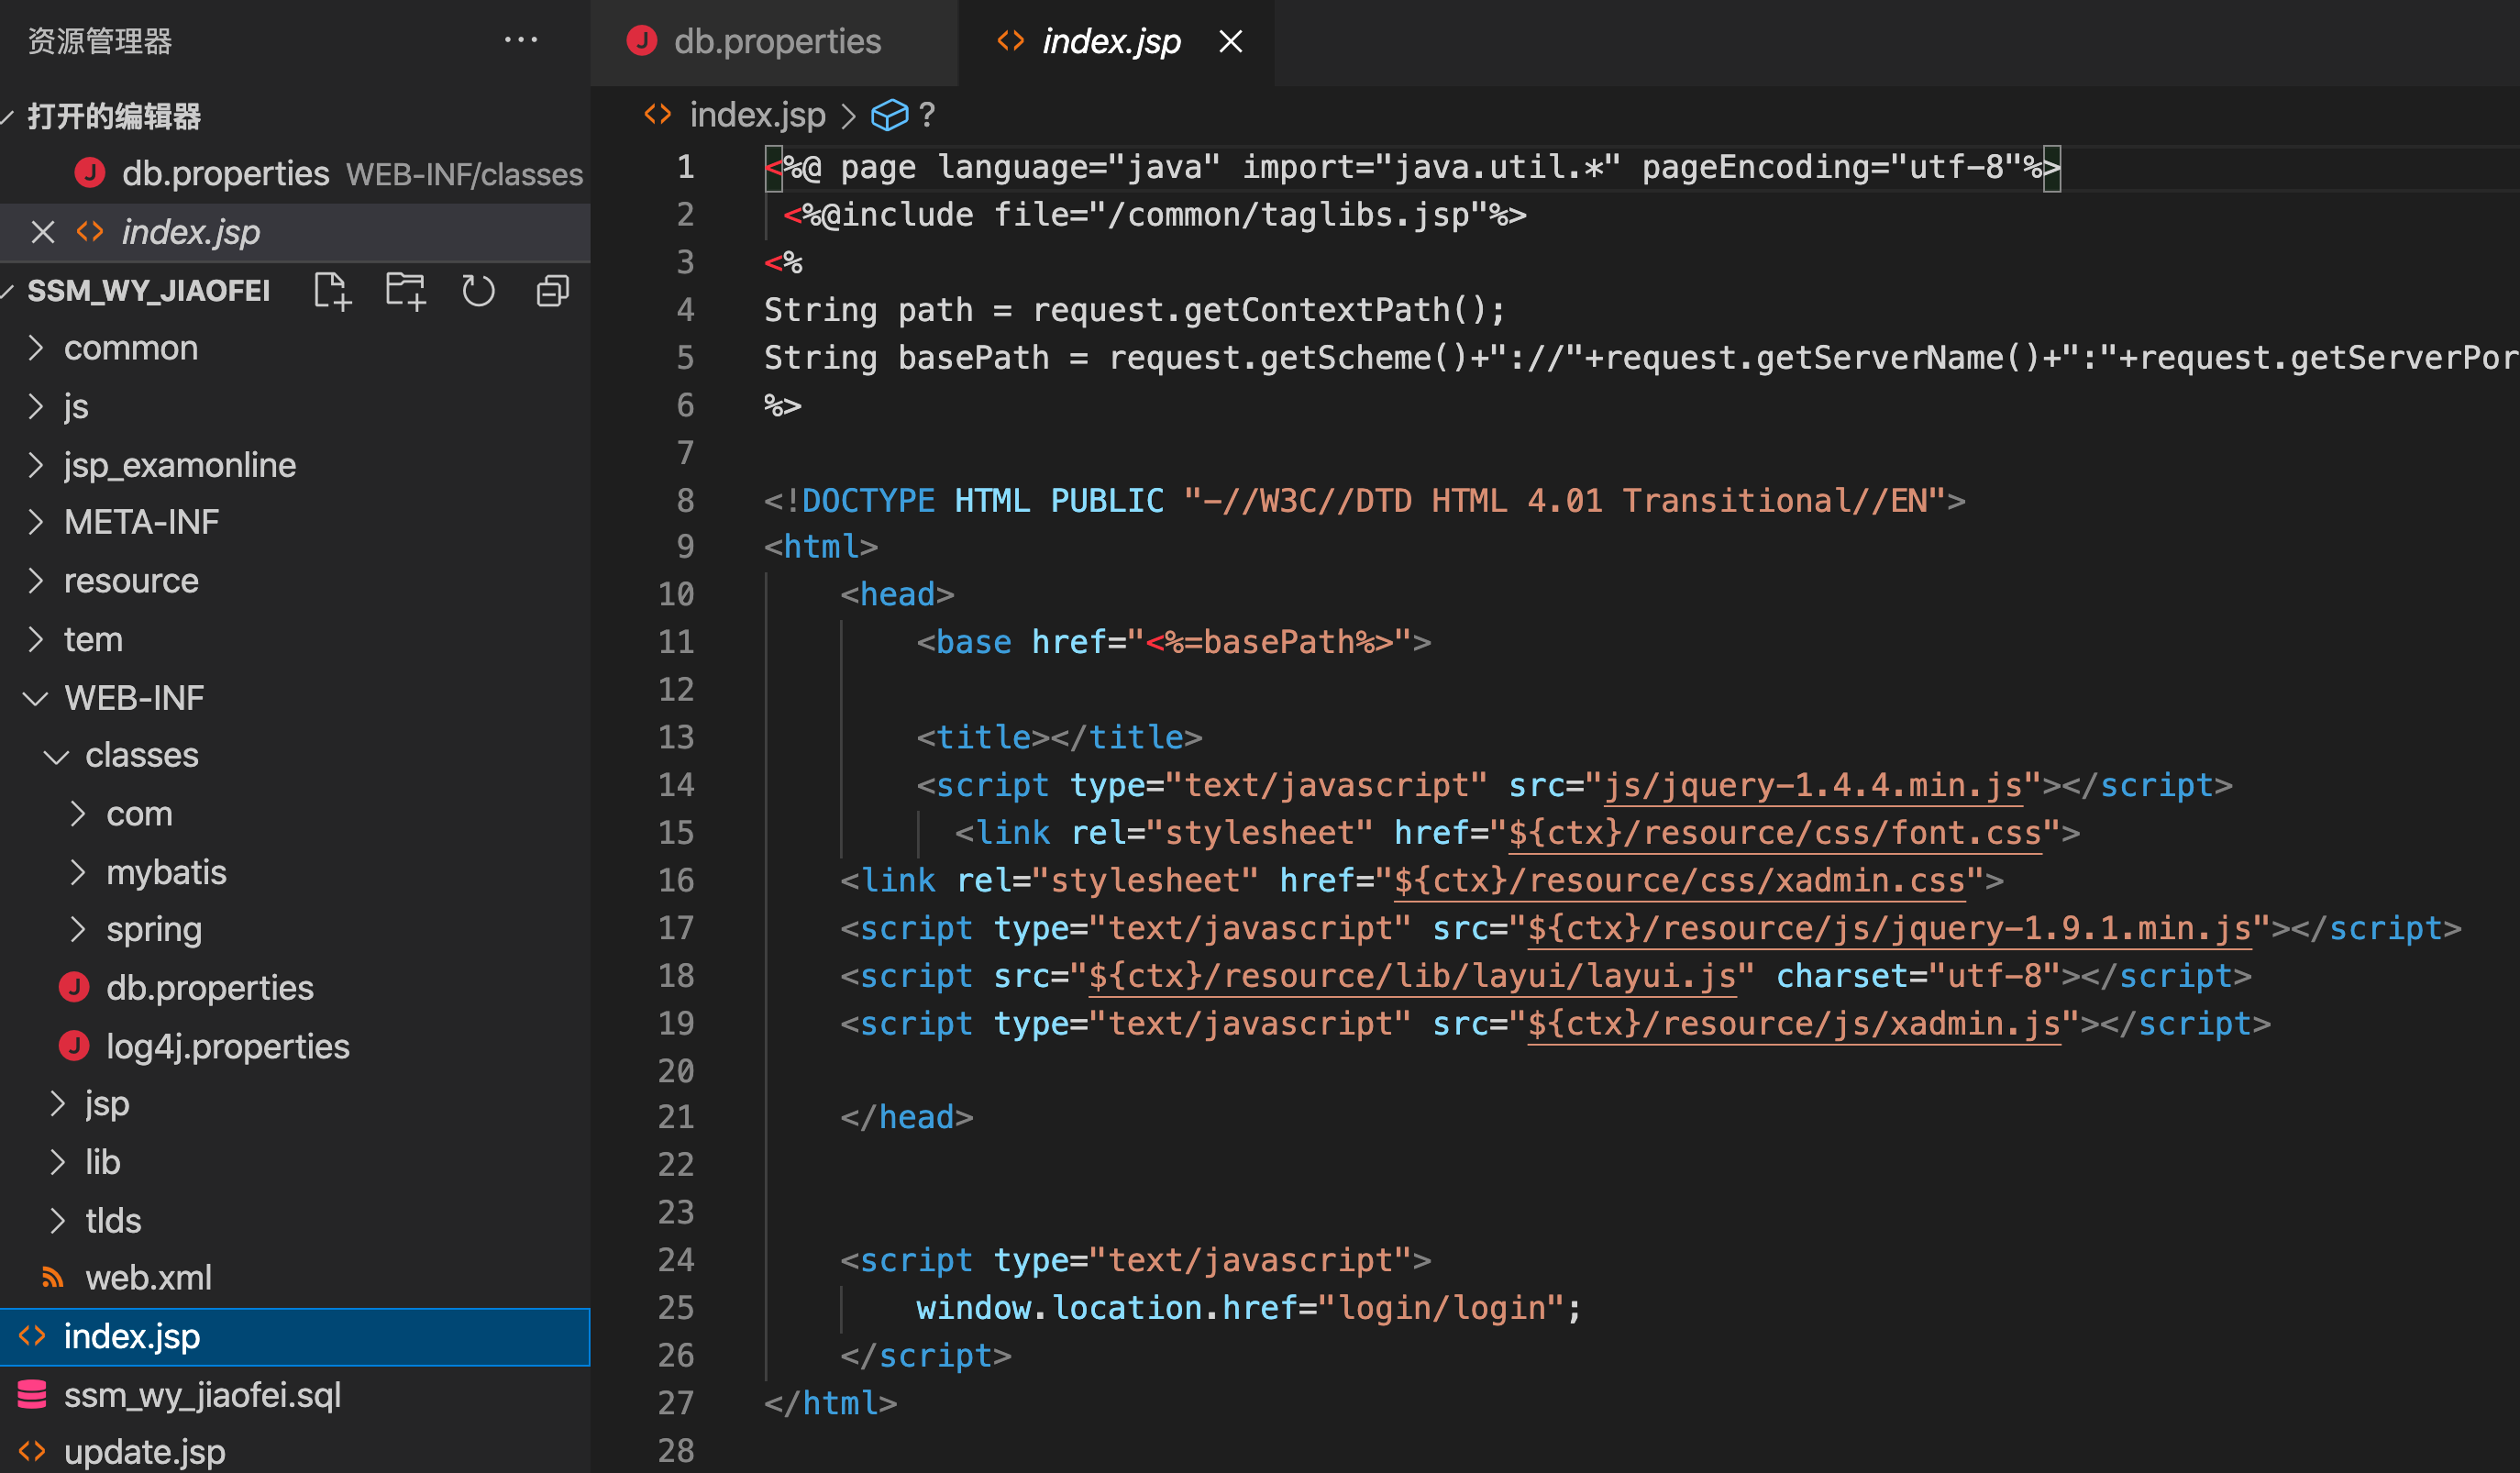 资源管理器 ···
打开的编辑器
db.properties WEB-INF/classes
index.jsp
SSM_WY_JIAOFEI
common
js
jsp_examonline
META-INF
resource
tem
WEB-INF
classes
com
mybatis
spring
db.properties
log4j.properties
jsp
lib
tlds
web.xml
index.jsp
ssm_wy_jiaofei.sql
update.jsp
db.properties index.jsp
index.jsp > ?
1 <%@ page language="java" import="java.util.*" pageEncoding="utf-8"%>
2 <%@include file="/common/taglibs.jsp"%>
3 <%
4 String path = request.getContextPath();
5 String basePath = request.getScheme()+"://"+request.getServerName()+":"+request.getServerPor
6 %>
7
8 <!DOCTYPE HTML PUBLIC "-//W3C//DTD HTML 4.01 Transitional//EN">
9 <html>
10 <head>
11 <base href="<%=basePath%>">
12
13 <title></title>
14 <script type="text/javascript" src="js/jquery-1.4.4.min.js"></script>
15 <link rel="stylesheet" href="${ctx}/resource/css/font.css">
16 <link rel="stylesheet" href="${ctx}/resource/css/xadmin.css">
17 <script type="text/javascript" src="${ctx}/resource/js/jquery-1.9.1.min.js"></script>
18 <script src="${ctx}/resource/lib/layui/layui.js" charset="utf-8"></script>
19 <script type="text/javascript" src="${ctx}/resource/js/xadmin.js"></script>
20
21 </head>
22
23
24 <script type="text/javascript">
25 window.location.href="login/login";
26 </script>
27 </html>
28